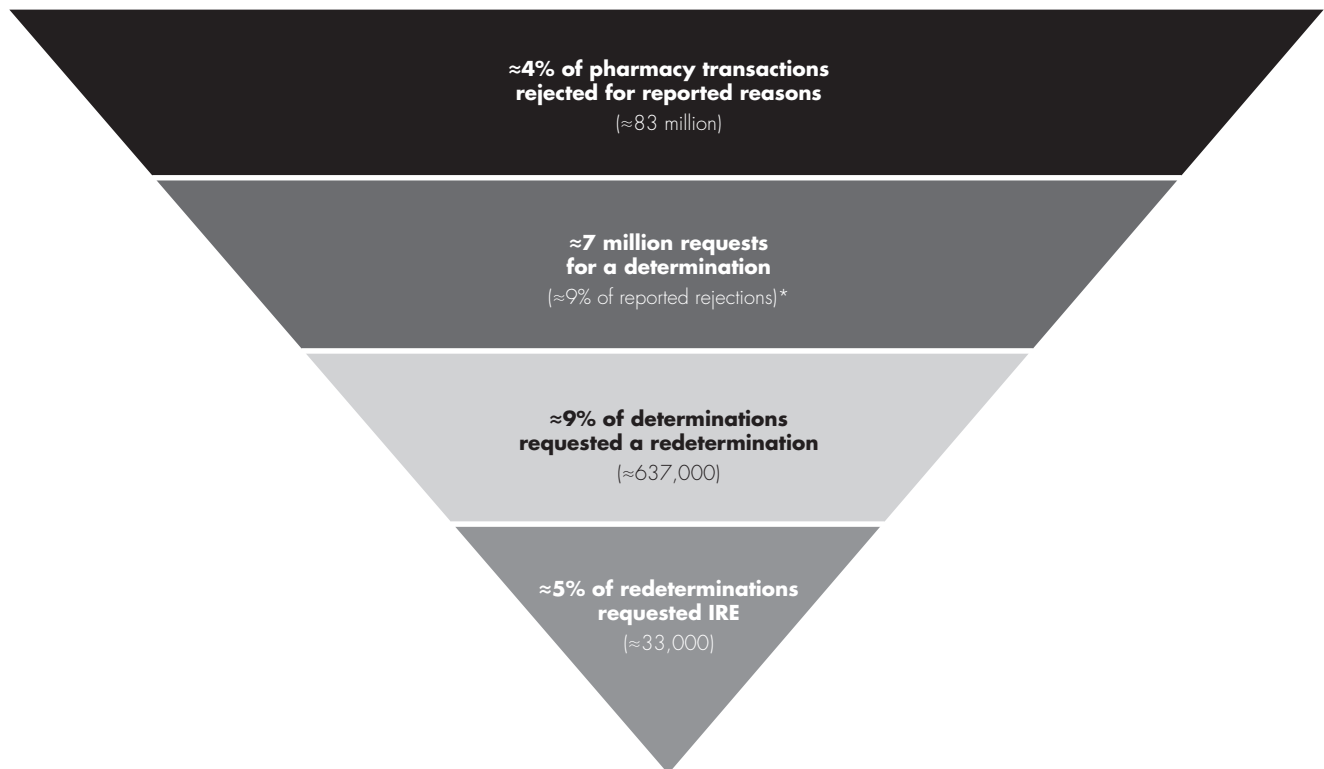 ≈4% of pharmacy transactions
rejected for reported reasons
(≈83 million)
≈7 million requests
for a determination
(≈9% of reported rejections)*
≈9% of determinations
requested a redetermination
(≈637,000)
≈5% of redeterminations
requested IRE
(≈33,000)